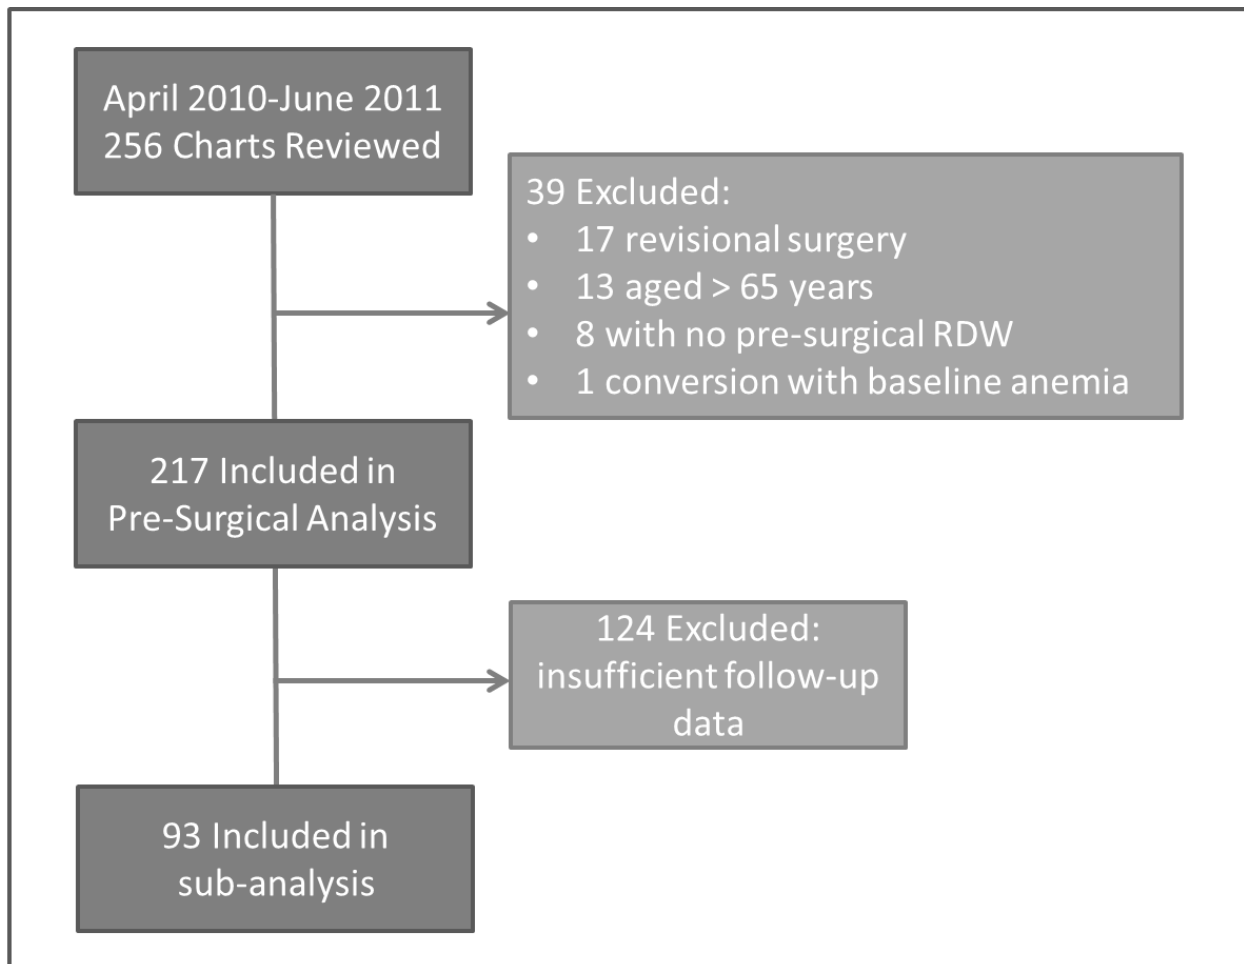 April 2010-June 2011
256 Charts Reviewed
39 Excluded:
• 17 revisional surgery
• 13 aged > 65 years
• 8 with no pre-surgical RDW
• 1 conversion with baseline anemia
217 Included in
Pre-Surgical Analysis
124 Excluded:
insufficient follow-up
data
93 Included in
sub-analysis